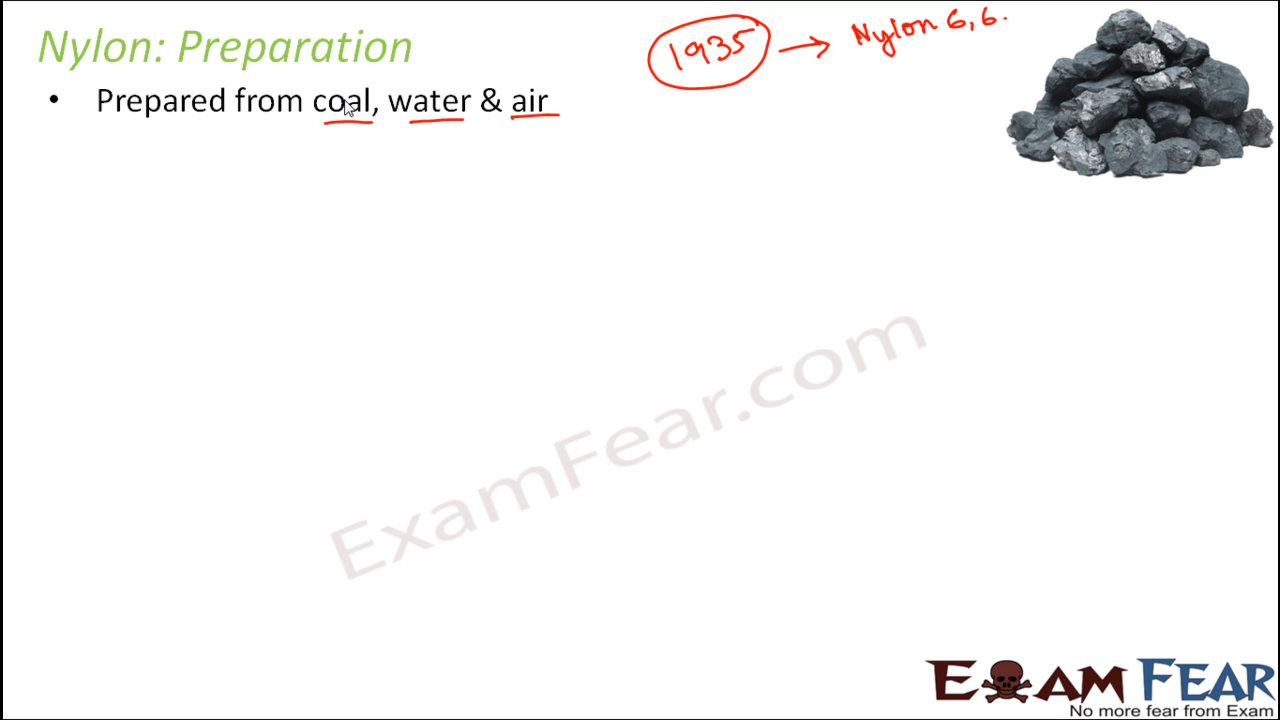 Nylon: Preparation
1935 → Nylon 6,6.
• Prepared from coal, water & air
ExamFear.com
EXAM FEAR
No more fear from Exam